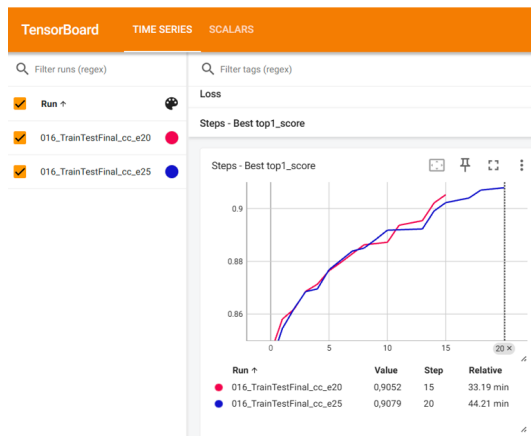 TensorBoard TIME SERIES SCALARS
Filter runs (regex)
Run ↑
016_TrainTestFinal_cc_e20
016_TrainTestFinal_cc_e25
Filter tags (regex)
Loss
Steps - Best top1_score
Steps - Best top1_score
0.9
0.88
0.86
0 5 10 15 20 ×
Run ↑ Value Step Relative
016_TrainTestFinal_cc_e20 0,9052 15 33.19 min
016_TrainTestFinal_cc_e25 0,9079 20 44.21 min